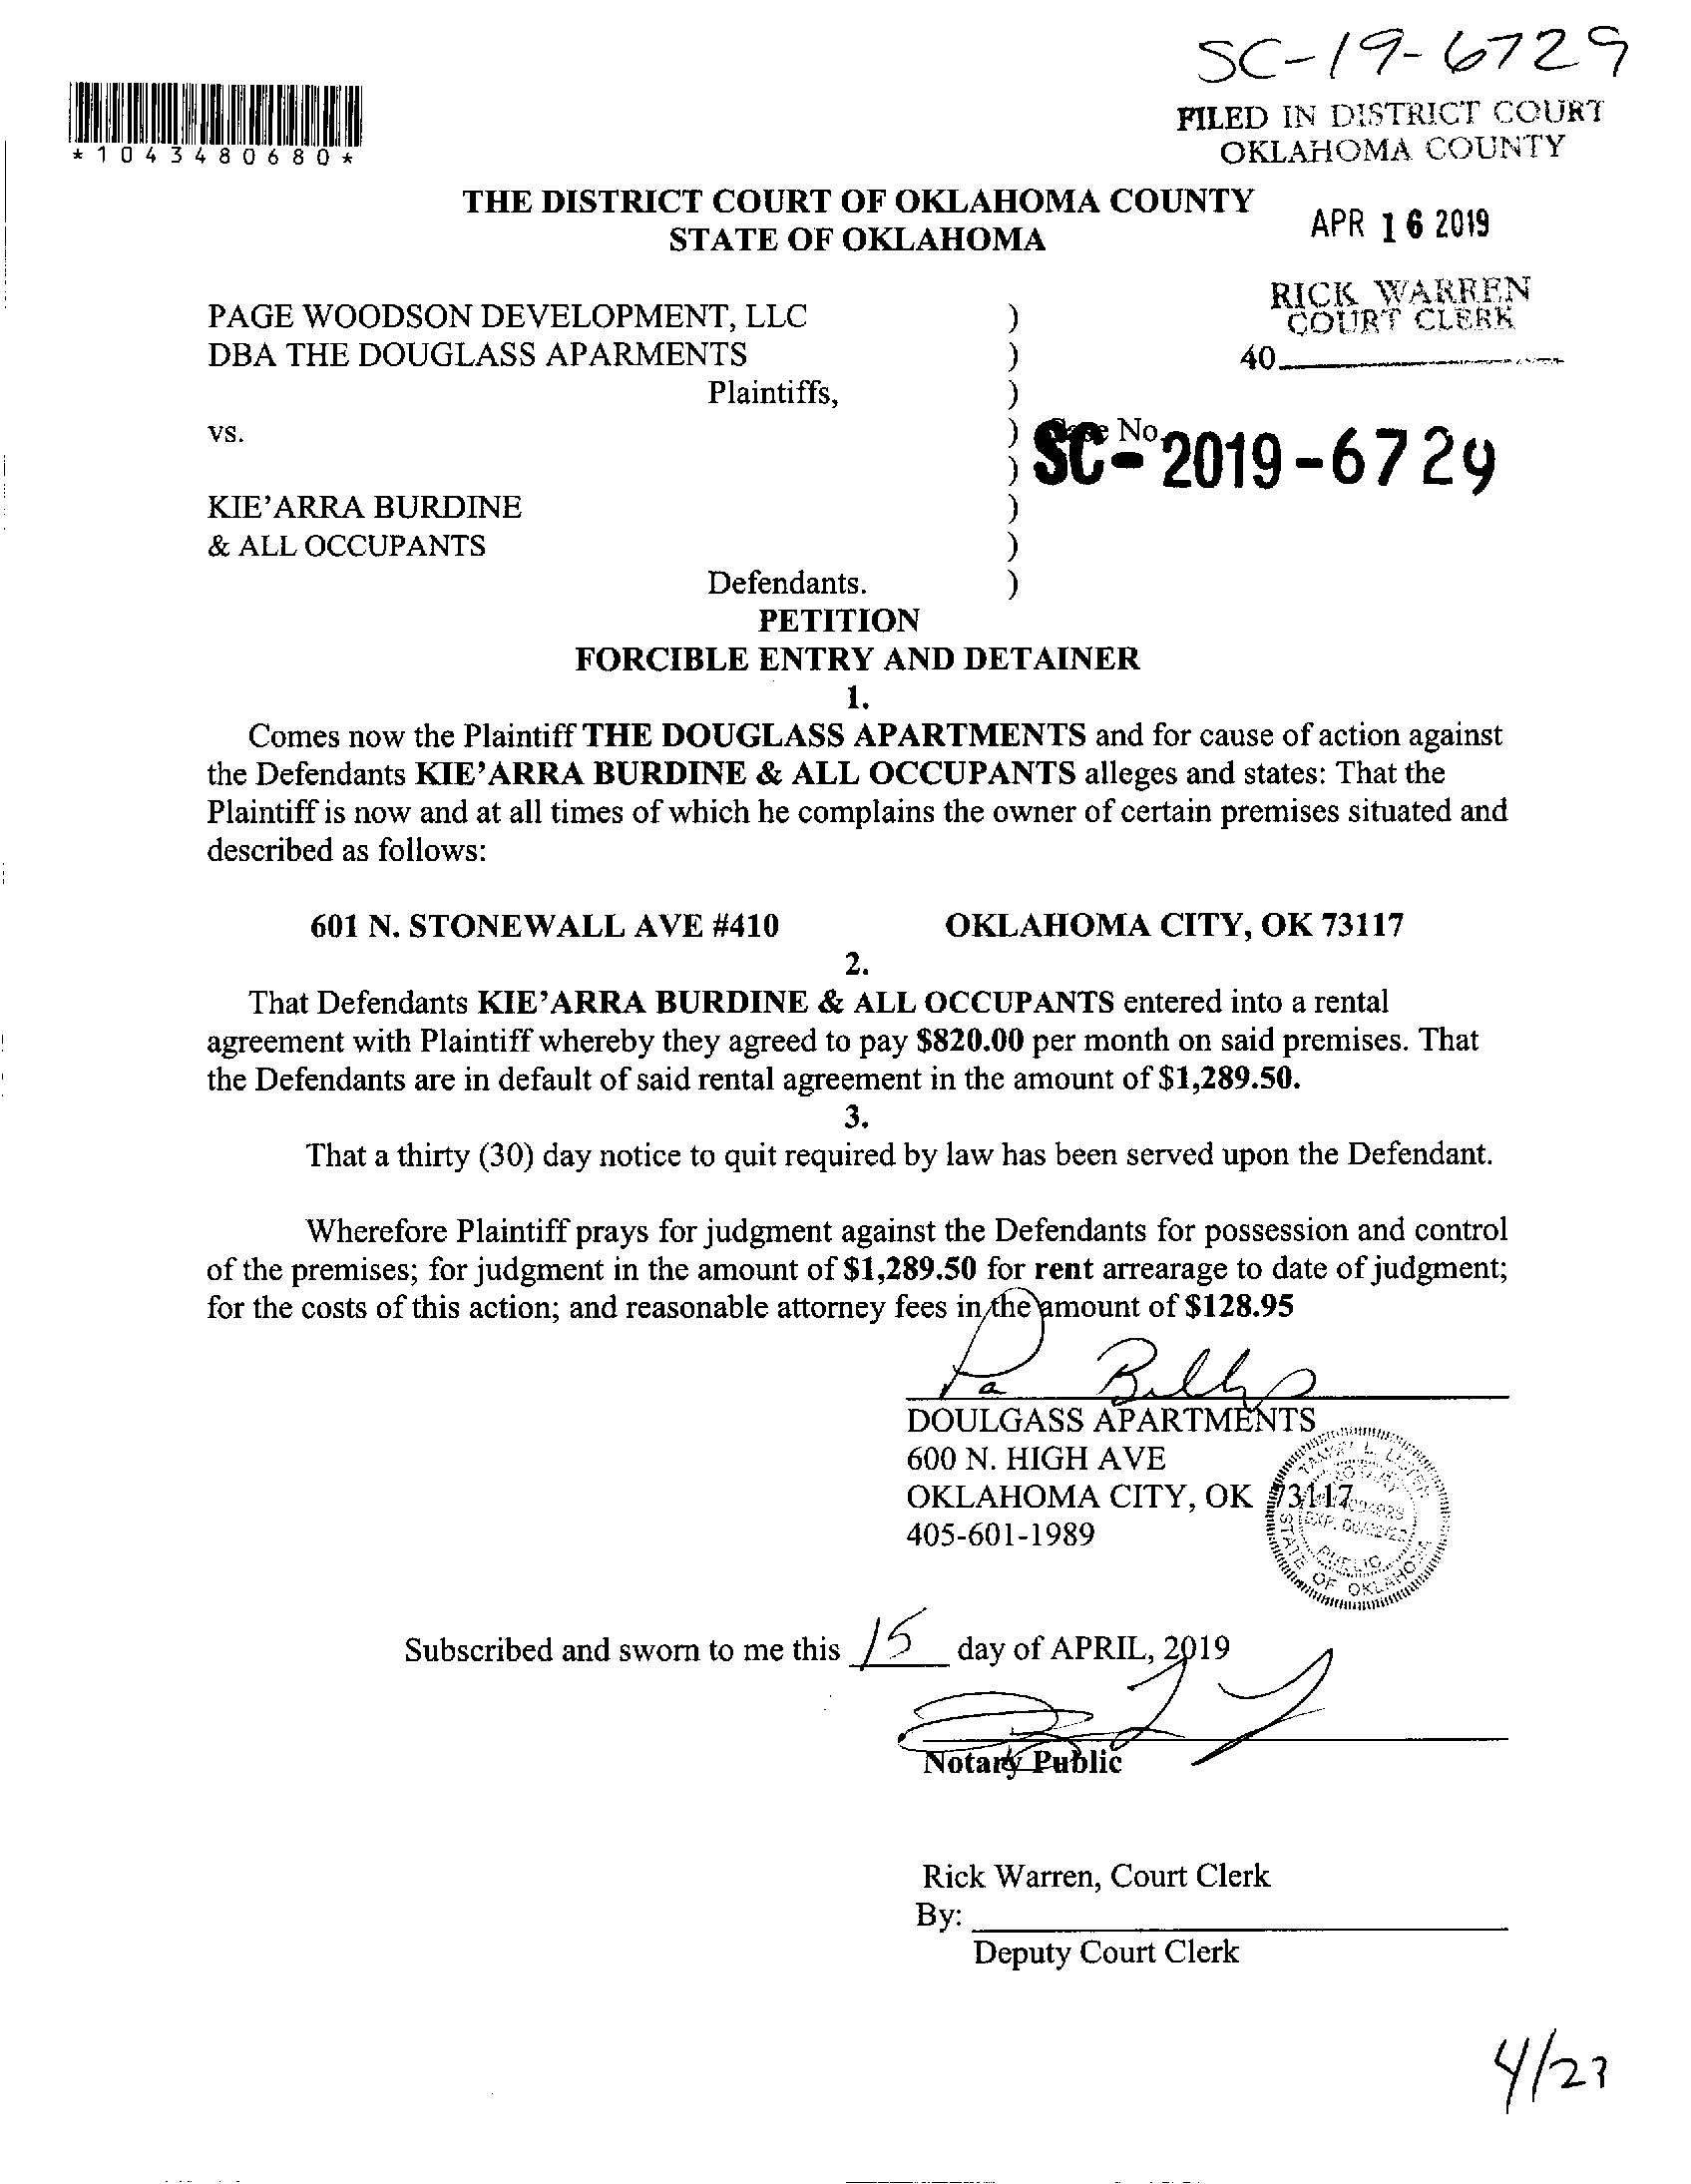 SC-19-6729
FILED IN DISTRICT COURT
OKLAHOMA COUNTY
*1043480680*
THE DISTRICT COURT OF OKLAHOMA COUNTY
STATE OF OKLAHOMA
APR 16 2019
RICK WARREN
COURT CLERK
40
PAGE WOODSON DEVELOPMENT, LLC )
DBA THE DOUGLASS APARMENTS )
Plaintiffs, )
vs. ) No.
) SC-2019-6729
KIE'ARRA BURDINE )
& ALL OCCUPANTS )
Defendants. )
PETITION
FORCIBLE ENTRY AND DETAINER
1.
Comes now the Plaintiff THE DOUGLASS APARTMENTS and for cause of action against
the Defendants KIE'ARRA BURDINE & ALL OCCUPANTS alleges and states: That the
Plaintiff is now and at all times of which he complains the owner of certain premises situated and
described as follows:
601 N. STONEWALL AVE #410 OKLAHOMA CITY, OK 73117
2.
That Defendants KIE'ARRA BURDINE & ALL OCCUPANTS entered into a rental
agreement with Plaintiff whereby they agreed to pay $820.00 per month on said premises. That
the Defendants are in default of said rental agreement in the amount of $1,289.50.
3.
That a thirty (30) day notice to quit required by law has been served upon the Defendant.
Wherefore Plaintiff prays for judgment against the Defendants for possession and control
of the premises; for judgment in the amount of $1,289.50 for rent arrearage to date of judgment;
for the costs of this action; and reasonable attorney fees in the amount of $128.95
DOULGASS APARTMENTS
600 N. HIGH AVE
OKLAHOMA CITY, OK 73117
405-601-1989
STATE OF OKLAHOMA
PUBLIC
Subscribed and sworn to me this 15 day of APRIL, 2019
Notary Public
Rick Warren, Court Clerk
By:
Deputy Court Clerk